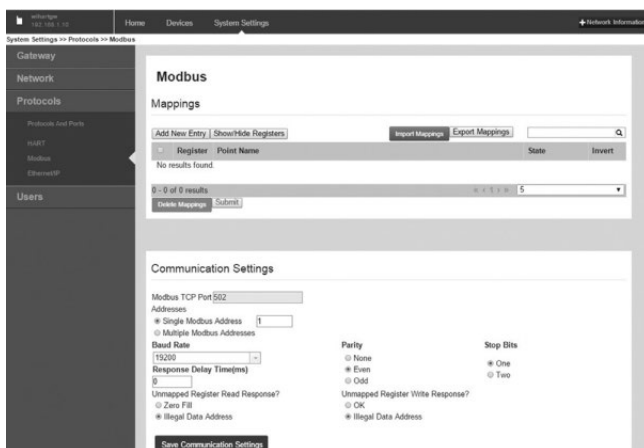 wihartgw
192.168.1.10
Home Devices System Settings
Network Information
System Settings >> Protocols >> Modbus
Gateway
Network
Protocols
Protocols And Ports
HART
Modbus
Ethernet/IP
Users
Modbus
Mappings
Add New Entry Show/Hide Registers Import Mappings Export Mappings
Register Point Name State Invert
No results found.
0 - 0 of 0 results 5
Delete Mappings Submit
Communication Settings
Modbus TCP Port 502
Addresses
Single Modbus Address 1
Multiple Modbus Addresses
Baud Rate Parity Stop Bits
19200 None One
Response Delay Time(ms) Even Two
0 Odd
Unmapped Register Read Response? Unmapped Register Write Response?
Zero Fill OK
Illegal Data Address Illegal Data Address
Save Communication Settings